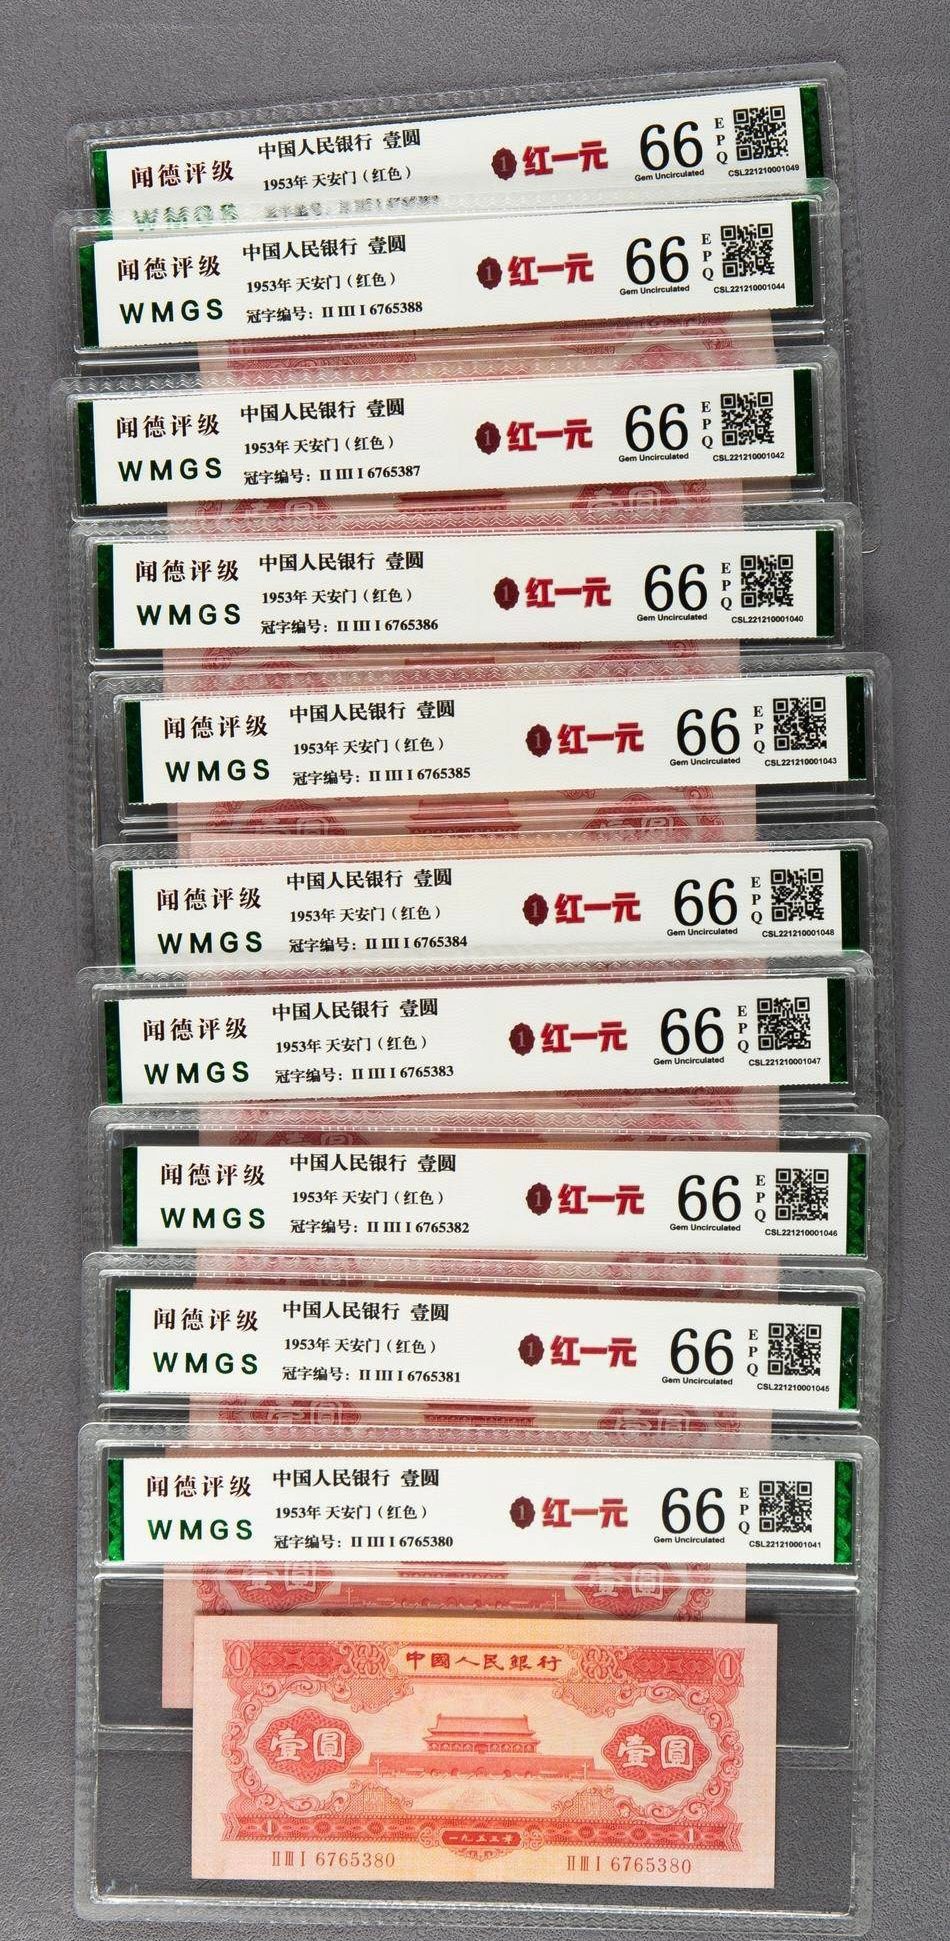 闻德评级
中国人民银行 壹圆
1953年 天安门（红色）
1 红一元
66
Gem Uncirculated
EPQ
CSL221210001049
WMGS
闻德评级
WMGS
中国人民银行 壹圆
1953年 天安门（红色）
冠字编号：II III I 6765388
1 红一元
66
Gem Uncirculated
EPQ
CSL221210001044
闻德评级
WMGS
中国人民银行 壹圆
1953年 天安门（红色）
冠字编号：II III I 6765387
1 红一元
66
Gem Uncirculated
EPQ
CSL221210001042
闻德评级
WMGS
中国人民银行 壹圆
1953年 天安门（红色）
冠字编号：II III I 6765386
1 红一元
66
Gem Uncirculated
EPQ
CSL221210001040
闻德评级
WMGS
中国人民银行 壹圆
1953年 天安门（红色）
冠字编号：II III I 6765385
1 红一元
66
Gem Uncirculated
EPQ
CSL221210001043
闻德评级
WMGS
中国人民银行 壹圆
1953年 天安门（红色）
冠字编号：II III I 6765384
1 红一元
66
Gem Uncirculated
EPQ
CSL221210001048
闻德评级
WMGS
中国人民银行 壹圆
1953年 天安门（红色）
冠字编号：II III I 6765383
1 红一元
66
Gem Uncirculated
EPQ
CSL221210001047
闻德评级
WMGS
中国人民银行 壹圆
1953年 天安门（红色）
冠字编号：II III I 6765382
1 红一元
66
Gem Uncirculated
EPQ
CSL221210001046
闻德评级
WMGS
中国人民银行 壹圆
1953年 天安门（红色）
冠字编号：II III I 6765381
1 红一元
66
Gem Uncirculated
EPQ
CSL221210001045
闻德评级
WMGS
中国人民银行 壹圆
1953年 天安门（红色）
冠字编号：II III I 6765380
1 红一元
66
Gem Uncirculated
EPQ
CSL221210001041
壹圓 壹圓
1 中國人民銀行 1
壹圓 壹圓
1 一九五三年 1
II III I 6765380 II III I 6765380